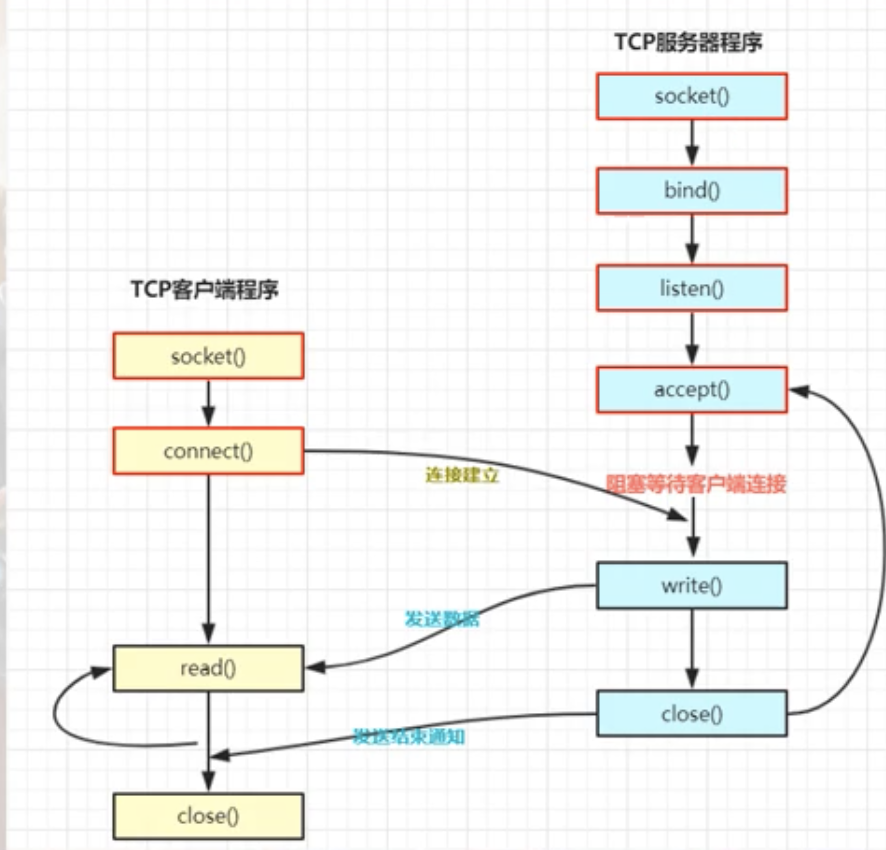 TCP服务器程序
socket()
bind()
listen()
TCP客户端程序
socket()
accept()
connect()
连接建立
阻塞等待客户端连接
write()
发送数据
read()
close()
发送结束通知
close()